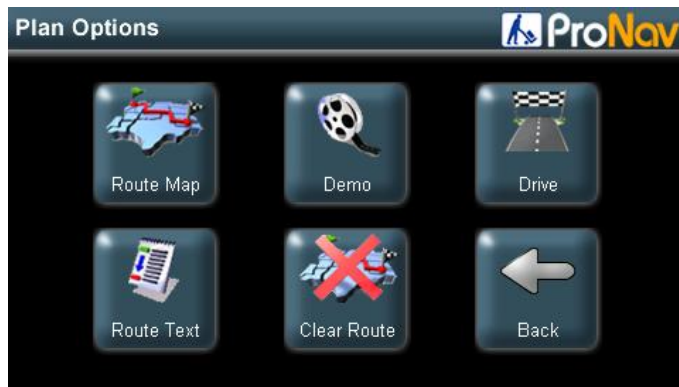 Plan Options
ProNav
Route Map
Demo
Drive
Route Text
Clear Route
Back